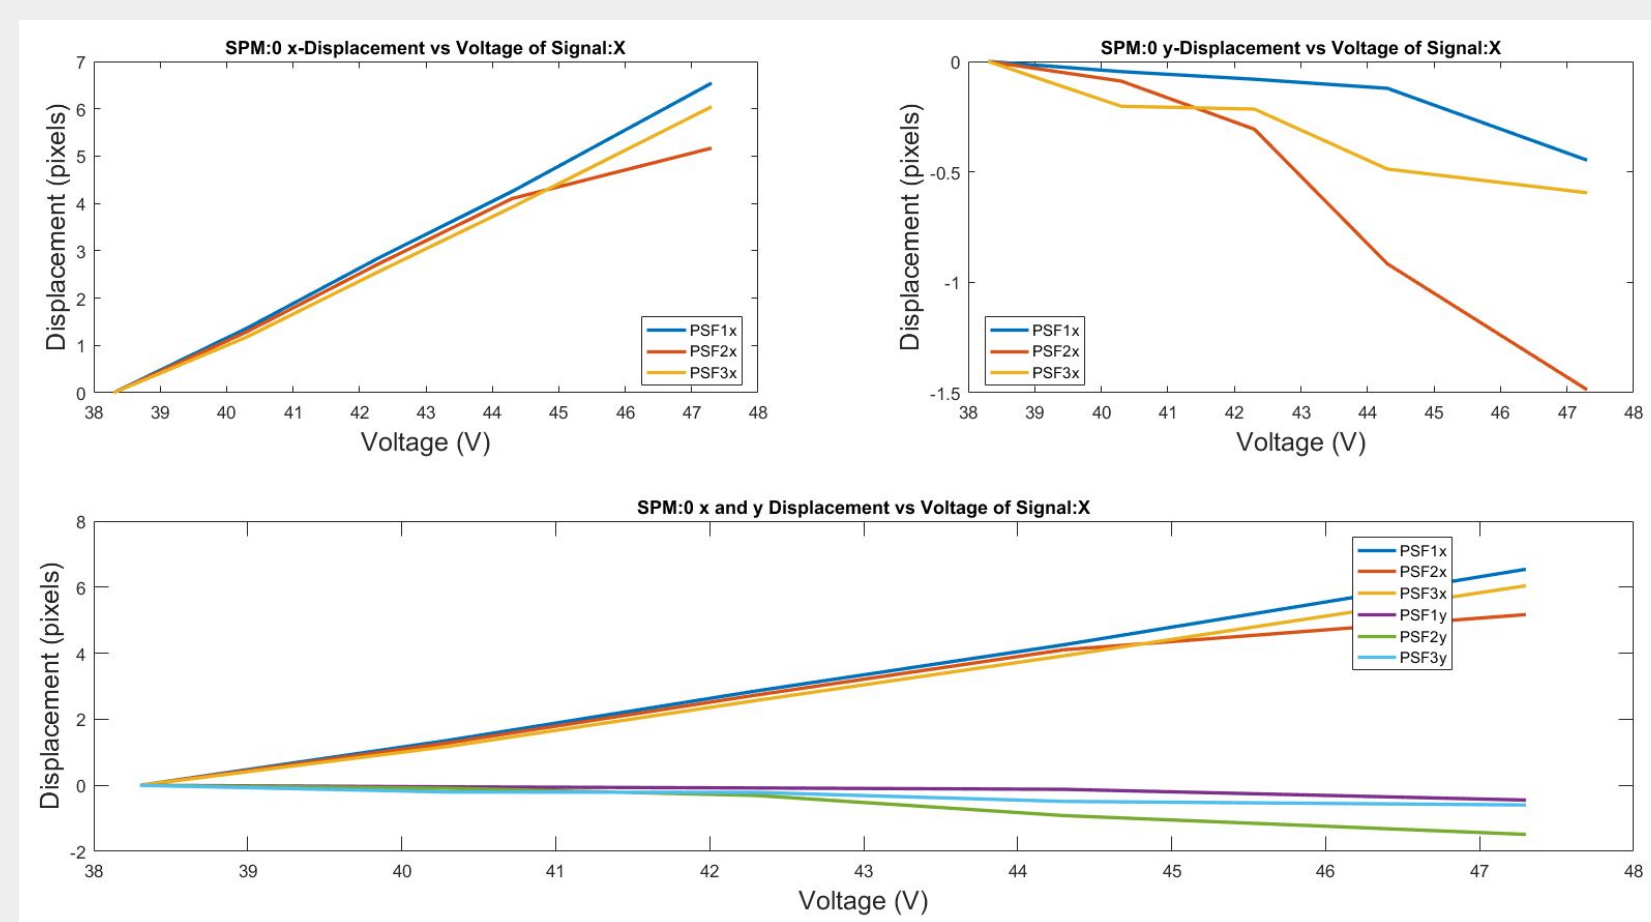 SPM:0 x-Displacement vs Voltage of Signal:X
Displacement (pixels)
7
6
5
4
3
2
1
0
38 39 40 41 42 43 44 45 46 47 48
Voltage (V)
PSF1x
PSF2x
PSF3x
SPM:0 y-Displacement vs Voltage of Signal:X
Displacement (pixels)
0
-0.5
-1
-1.5
38 39 40 41 42 43 44 45 46 47 48
Voltage (V)
PSF1x
PSF2x
PSF3x
SPM:0 x and y Displacement vs Voltage of Signal:X
Displacement (pixels)
8
6
4
2
0
-2
38 39 40 41 42 43 44 45 46 47 48
Voltage (V)
PSF1x
PSF2x
PSF3x
PSF1y
PSF2y
PSF3y